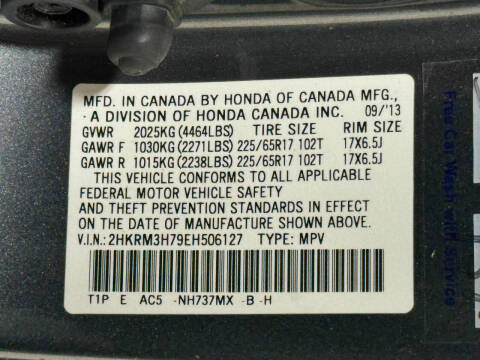 MFD. IN CANADA BY HONDA OF CANADA MFG.,
A DIVISION OF HONDA CANADA INC. 09/'13
GVWR 2025KG (4464LBS) TIRE SIZE RIM SIZE
GAWR F 1030KG (2271LBS) 225/65R17 102T 17X6.5J
GAWR R 1015KG (2238LBS) 225/65R17 102T 17X6.5J
THIS VEHICLE CONFORMS TO ALL APPLICABLE
FEDERAL MOTOR VEHICLE SAFETY
AND THEFT PREVENTION STANDARDS IN EFFECT
ON THE DATE OF MANUFACTURE SHOWN ABOVE.
V.I.N.: 2HKRM3H79EH506127 TYPE: MPV
T1P E AC5 -NH737MX -B -H
Free Car Wash with Service